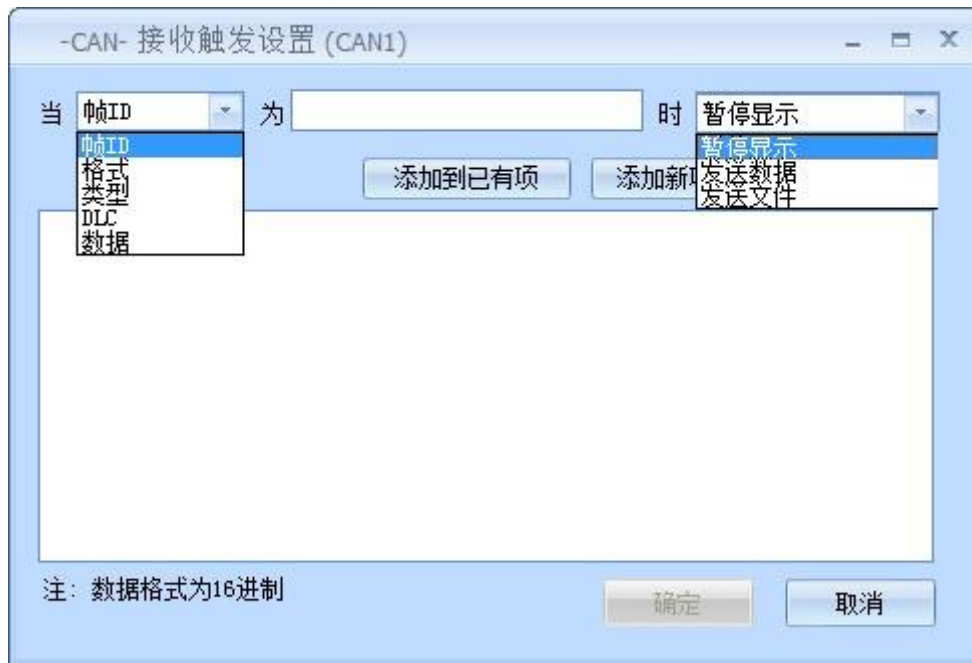 -CAN- 接收触发设置 (CAN1)
当 帧ID 为 时 暂停显示
帧ID
格式
类型
DLC
数据
暂停显示
发送数据
发送文件
添加到已有项 添加新
注：数据格式为16进制
确定 取消